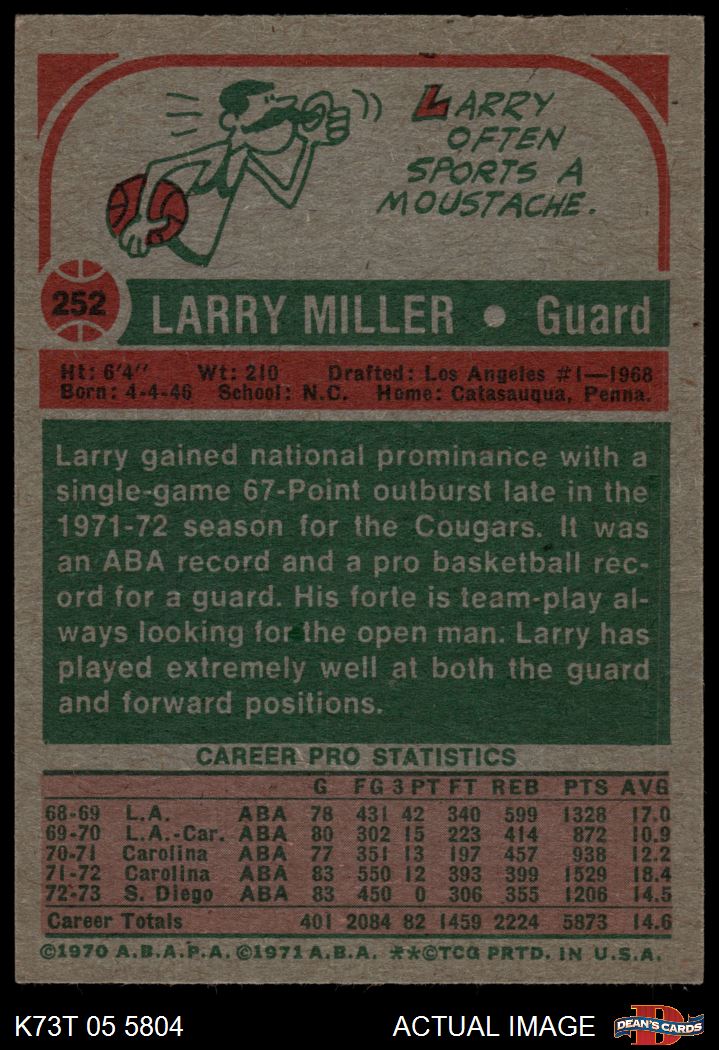 LARRY
OFTEN
SPORTS A
MOUSTACHE.
252 LARRY MILLER • Guard
Ht: 6'4" Wt: 210 Drafted: Los Angeles #1—1968
Born: 4-4-46 School: N.C. Home: Catasauqua, Penna.
Larry gained national prominance with a
single-game 67-Point outburst late in the
1971-72 season for the Cougars. It was
an ABA record and a pro basketball rec-
ord for a guard. His forte is team-play al-
ways looking for the open man. Larry has
played extremely well at both the guard
and forward positions.
CAREER PRO STATISTICS
G FG 3 PT FT REB PTS AVG
68-69 L.A. ABA 78 431 42 340 599 1328 17.0
69-70 L.A.-Car. ABA 80 302 15 223 414 872 10.9
70-71 Carolina ABA 77 351 13 197 457 938 12.2
71-72 Carolina ABA 83 550 12 393 399 1529 18.4
72-73 S. Diego ABA 83 450 0 306 355 1206 14.5
Career Totals 401 2084 82 1459 2224 5873 14.6
©1970 A.B.A.P.A. ©1971 A.B.A. **©TCG PRTD. IN U.S.A.
K73T 05 5804 ACTUAL IMAGE DEAN'S CARDS